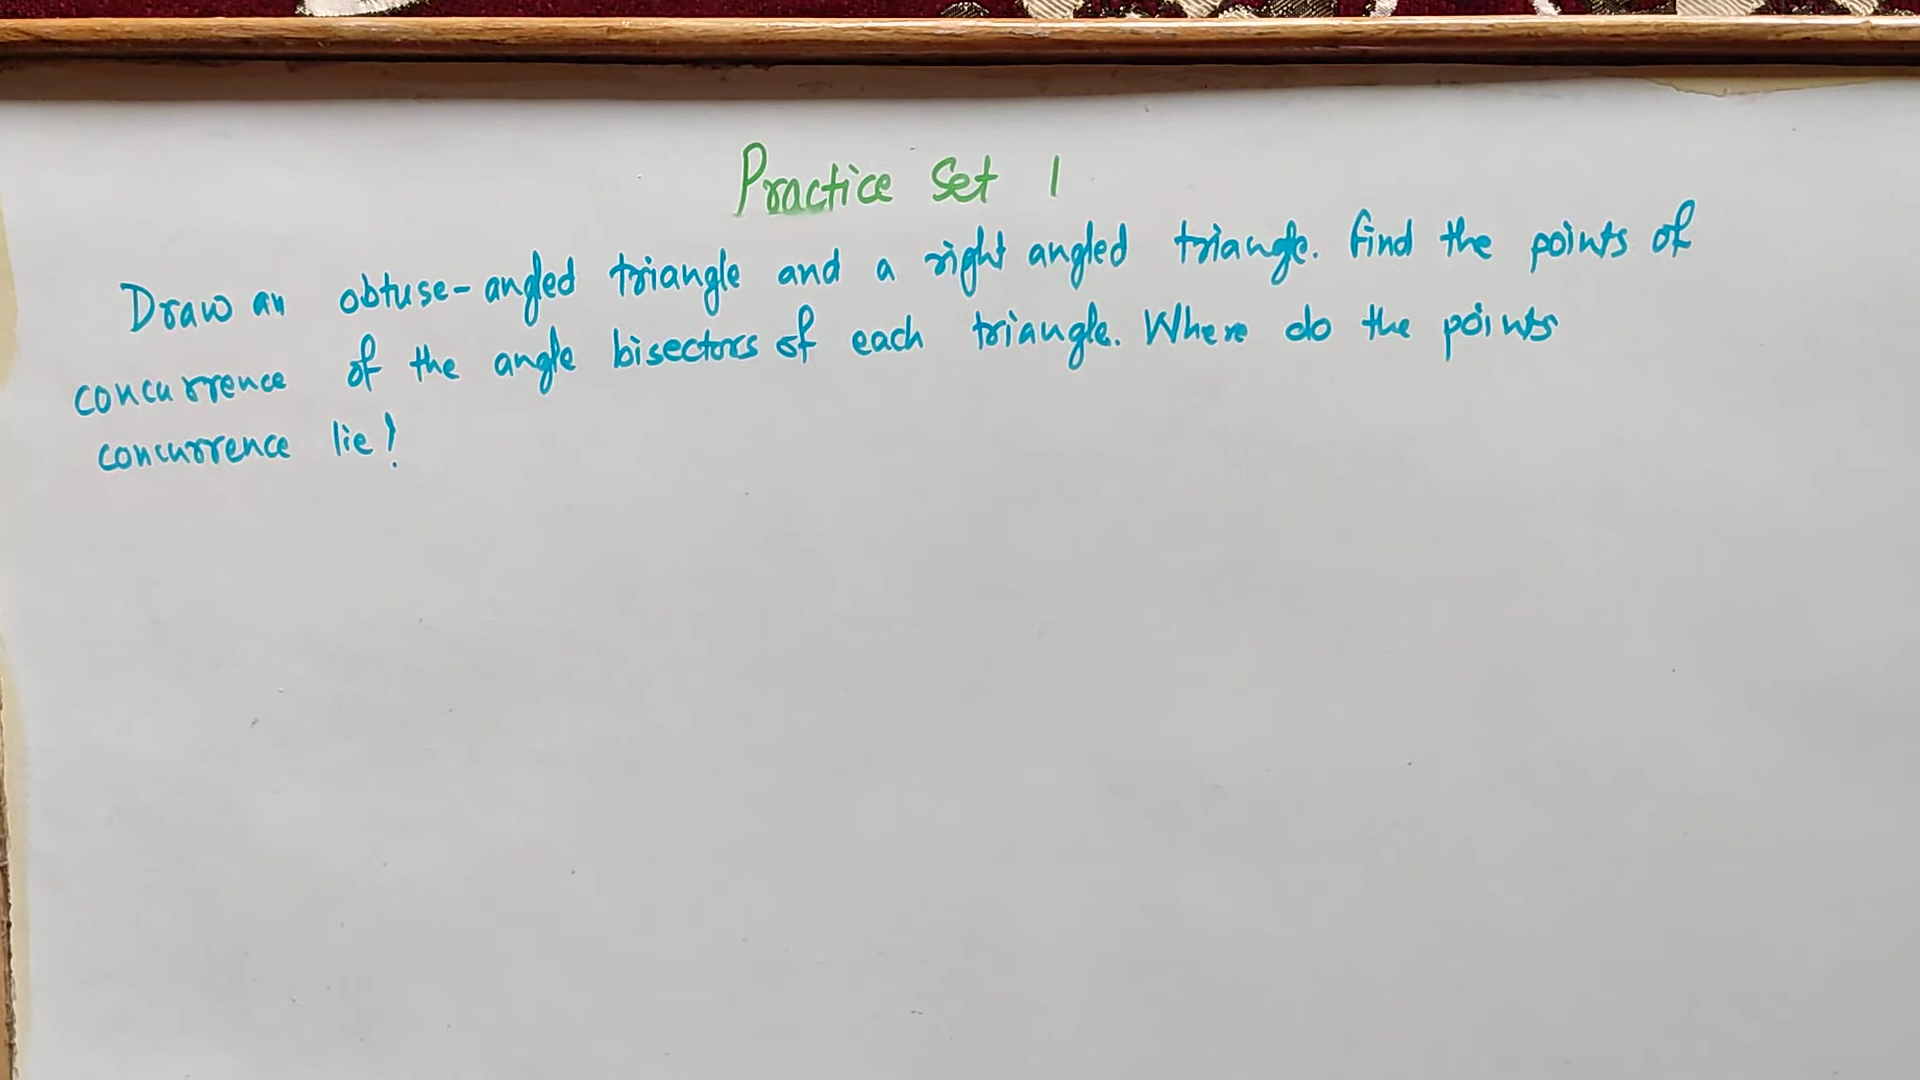 Practice Set 1
Draw an obtuse-angled triangle and a right angled triangle. Find the points of
concurrence of the angle bisectors of each triangle. Where do the points
concurrence lie?